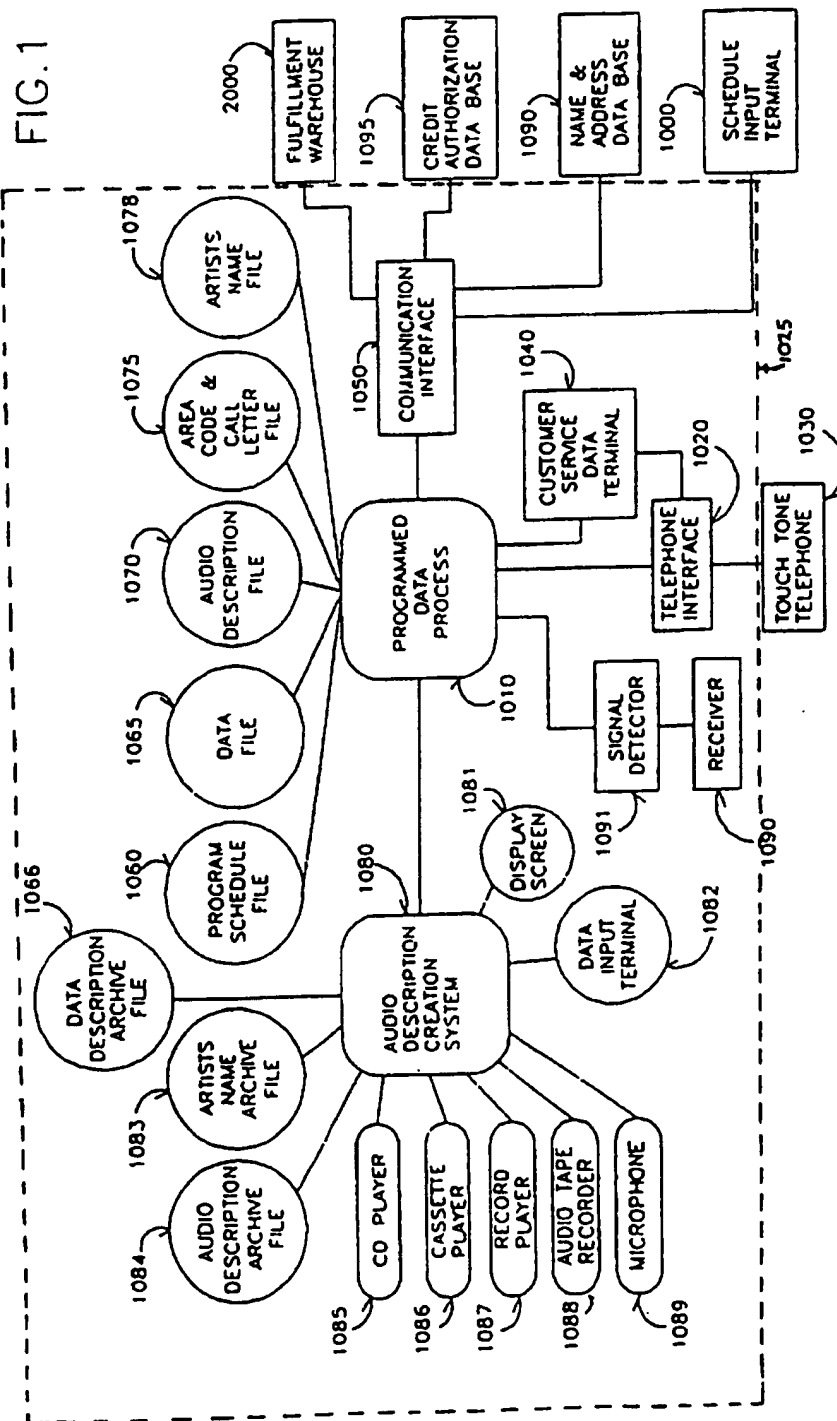 FIG.1
2000
FULFILLMENT
WAREHOUSE
1095
CREDIT
AUTHORIZATION
DATA BASE
1090
NAME &
ADDRESS
DATA BASE
1000
SCHEDULE
INPUT
TERMINAL
1078
ARTISTS
NAME
FILE
1075
AREA
CODE &
CALL
LETTER
FILE
1070
AUDIO
DESCRIPTION
FILE
1065
DATA
FILE
1060
PROGRAM
SCHEDULE
FILE
1066
DATA
DESCRIPTION
ARCHIVE
FILE
1083
ARTISTS
NAME
ARCHIVE
FILE
1084
AUDIO
DESCRIPTION
ARCHIVE
FILE
1050
COMMUNICATION
INTERFACE
PROGRAMMED
DATA
PROCESS
1010
1080
AUDIO
DESCRIPTION
CREATION
SYSTEM
1040
CUSTOMER
SERVICE
DATA
TERMINAL
1020
TELEPHONE
INTERFACE
1025
1030
TOUCH TONE
TELEPHONE
SIGNAL
DETECTOR
1091
RECEIVER
1090
1081
DISPLAY
SCREEN
DATA
INPUT
TERMINAL
1082
1085
CD PLAYER
1086
CASSETTE
PLAYER
1087
RECORD
PLAYER
1088
AUDIO TAPE
RECORDER
MICROPHONE
1089